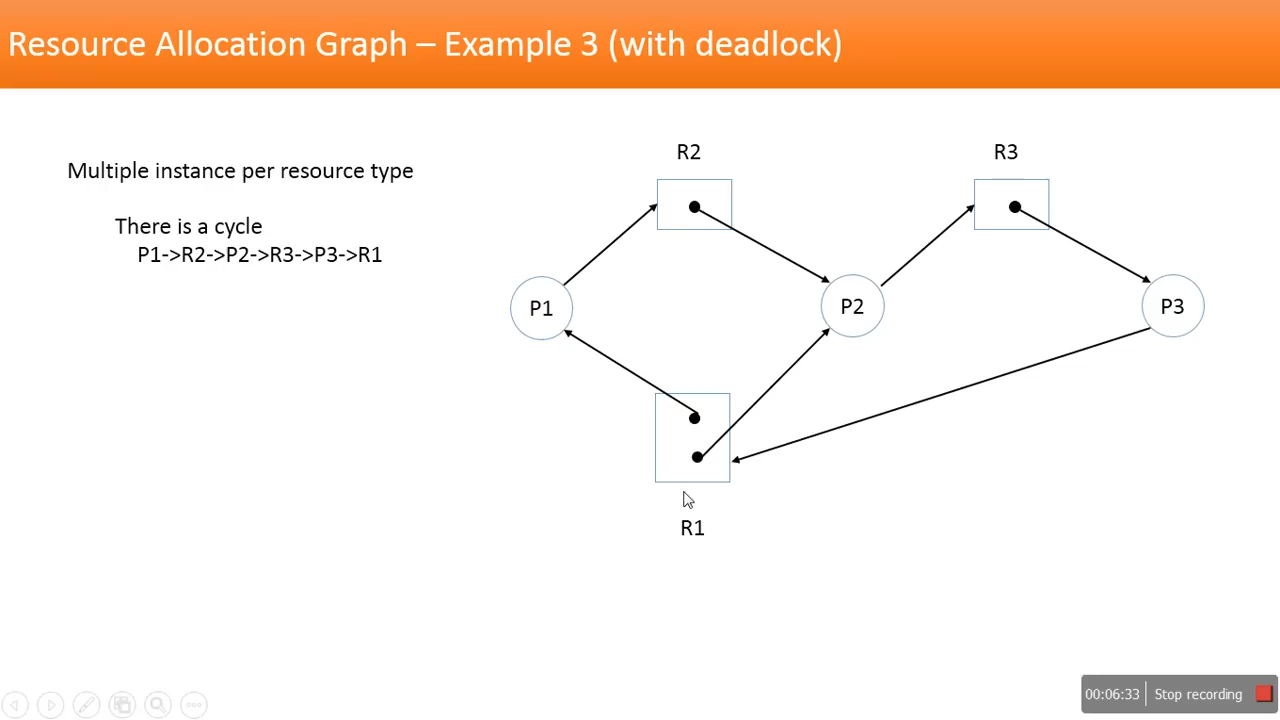 Resource Allocation Graph – Example 3 (with deadlock)
Multiple instance per resource type
There is a cycle
P1->R2->P2->R3->P3->R1
R2
R3
P1
P2
P3
R1
00:06:33 Stop recording